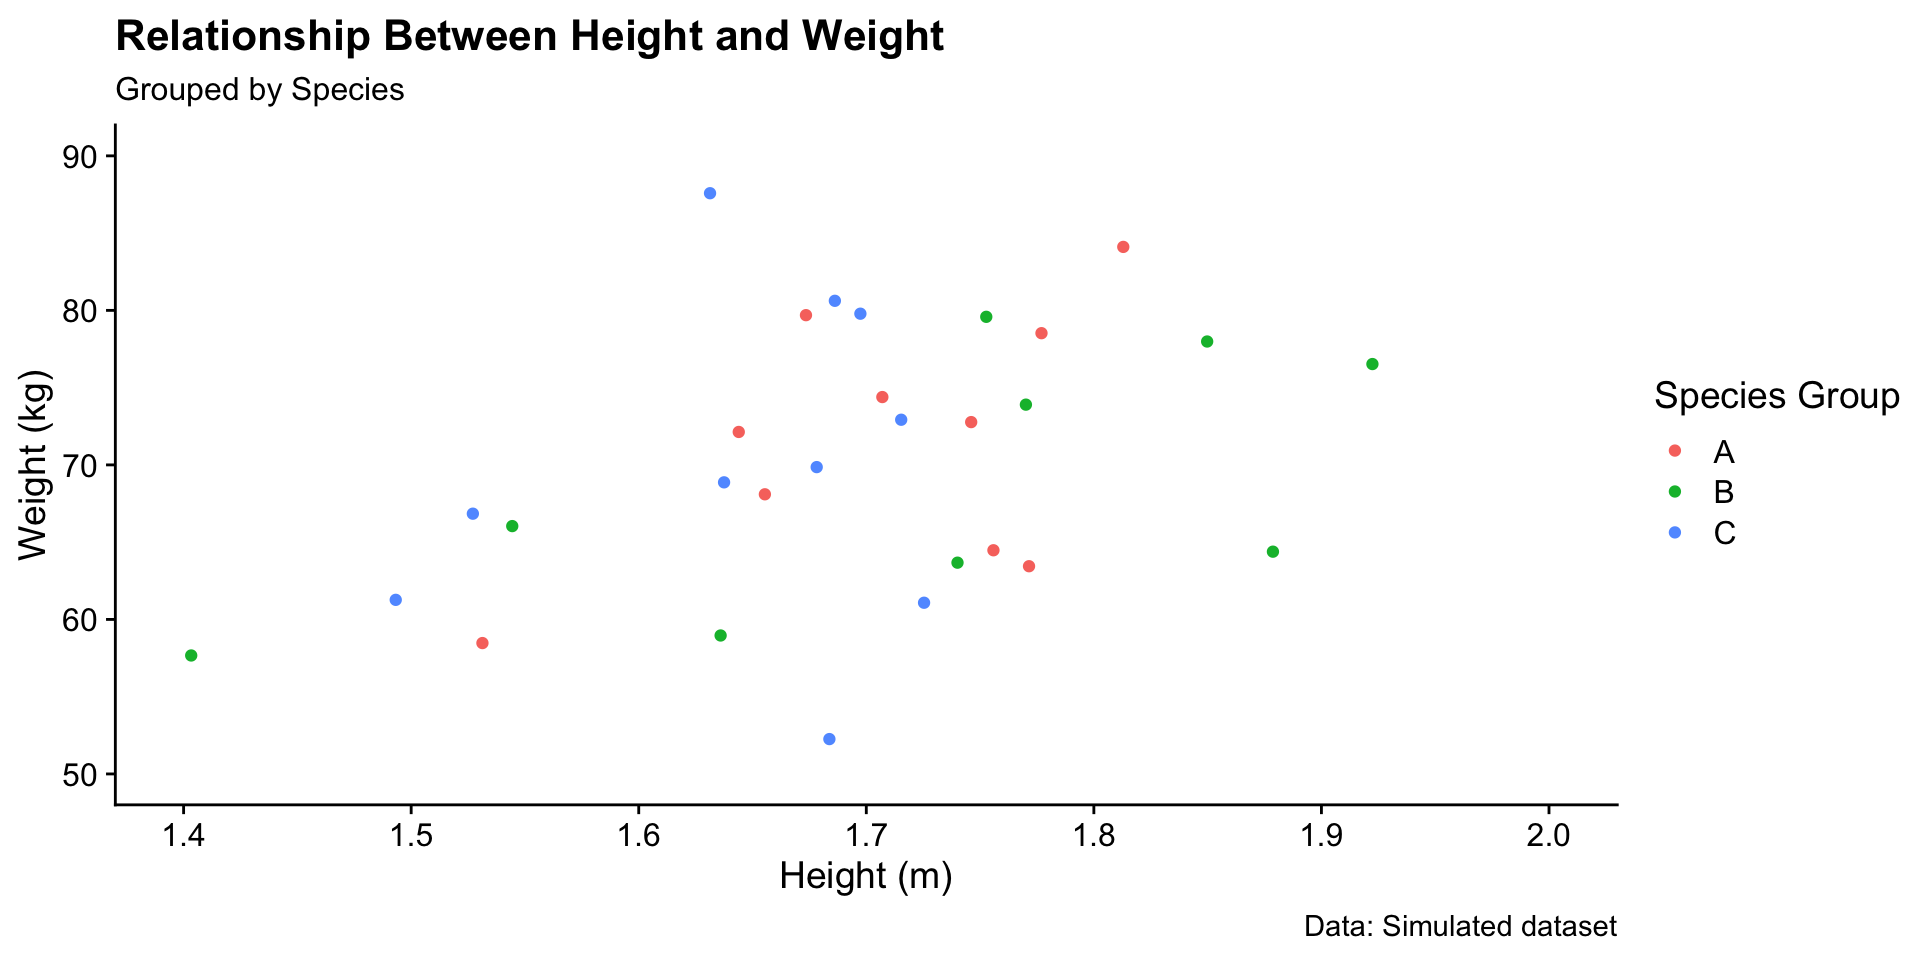 Relationship Between Height and Weight
Grouped by Species
90
80
70
60
50
Weight (kg)
1.4 1.5 1.6 1.7 1.8 1.9 2.0
Height (m)
Species Group
A
B
C
Data: Simulated dataset